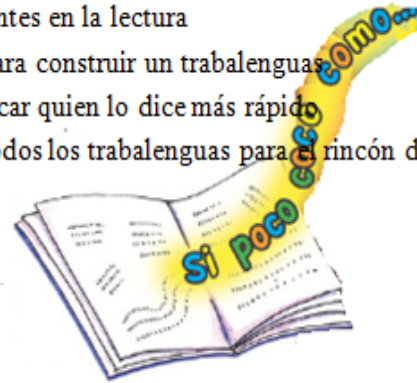 ntes en la lectura
ara construir un trabalenguas
car quien lo dice más rápido
odos los trabalenguas para el rincón d
Si poco coco como...